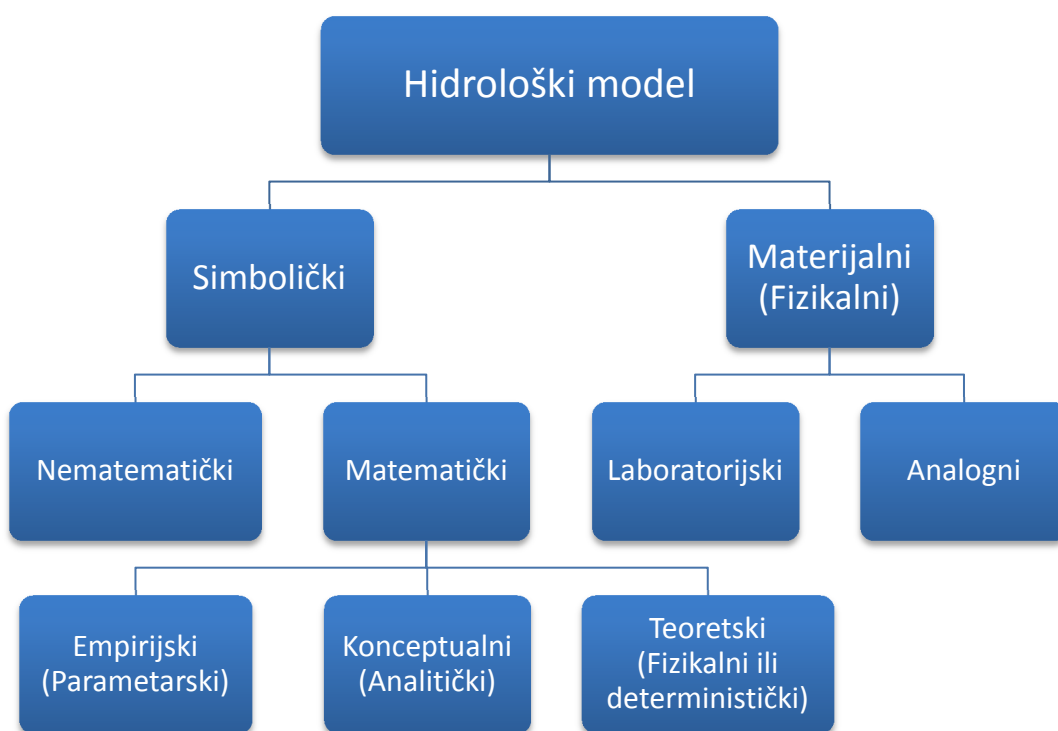 Hidrološki model
Simbolički
Materijalni
(Fizikalni)
Nematematički
Matematički
Laboratorijski
Analogni
Empirijski
(Parametarski)
Konceptualni
(Analitički)
Teoretski
(Fizikalni ili
deterministički)